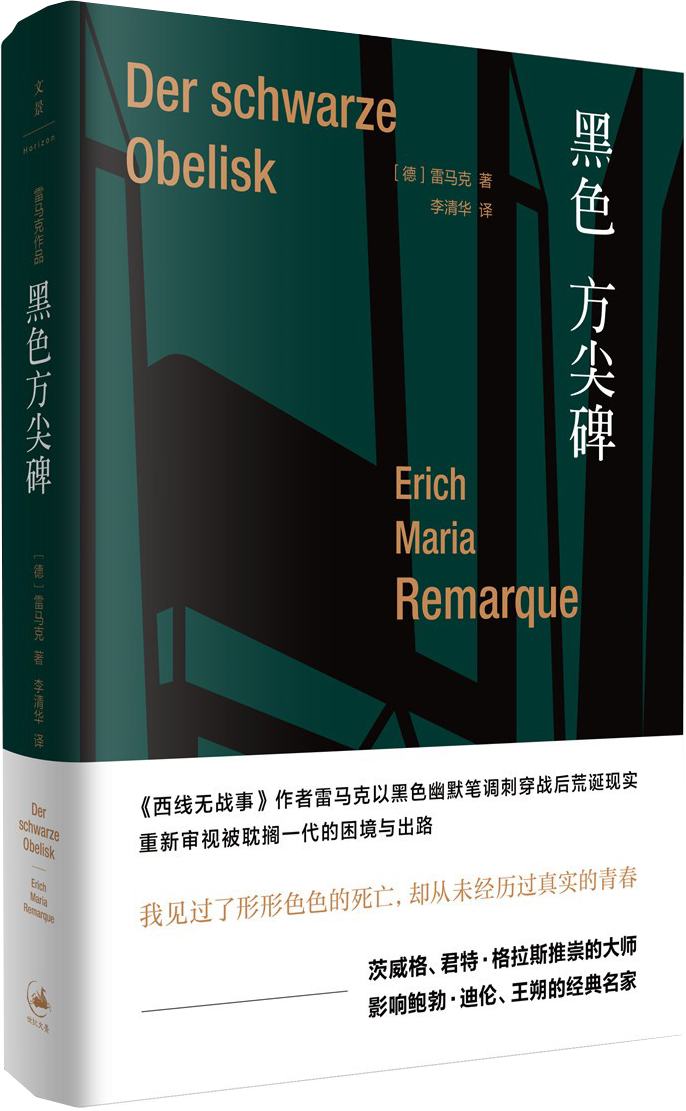 文景
Horizon
雷马克作品
黑色方尖碑
[德]雷马克 著
李清华 译
Der
schwarze
Obelisk
Erich
Maria
Remarque
世纪文景
Der schwarze
Obelisk
[德]雷马克 著
李清华 译
黑色 方尖碑
Erich
Maria
Remarque
《西线无战事》作者雷马克以黑色幽默笔调刺穿战后荒诞现实
重新审视被耽搁一代的困境与出路
我见过了形形色色的死亡,却从未经历过真实的青春
茨威格、君特·格拉斯推崇的大师
影响鲍勃·迪伦、王朔的经典名家